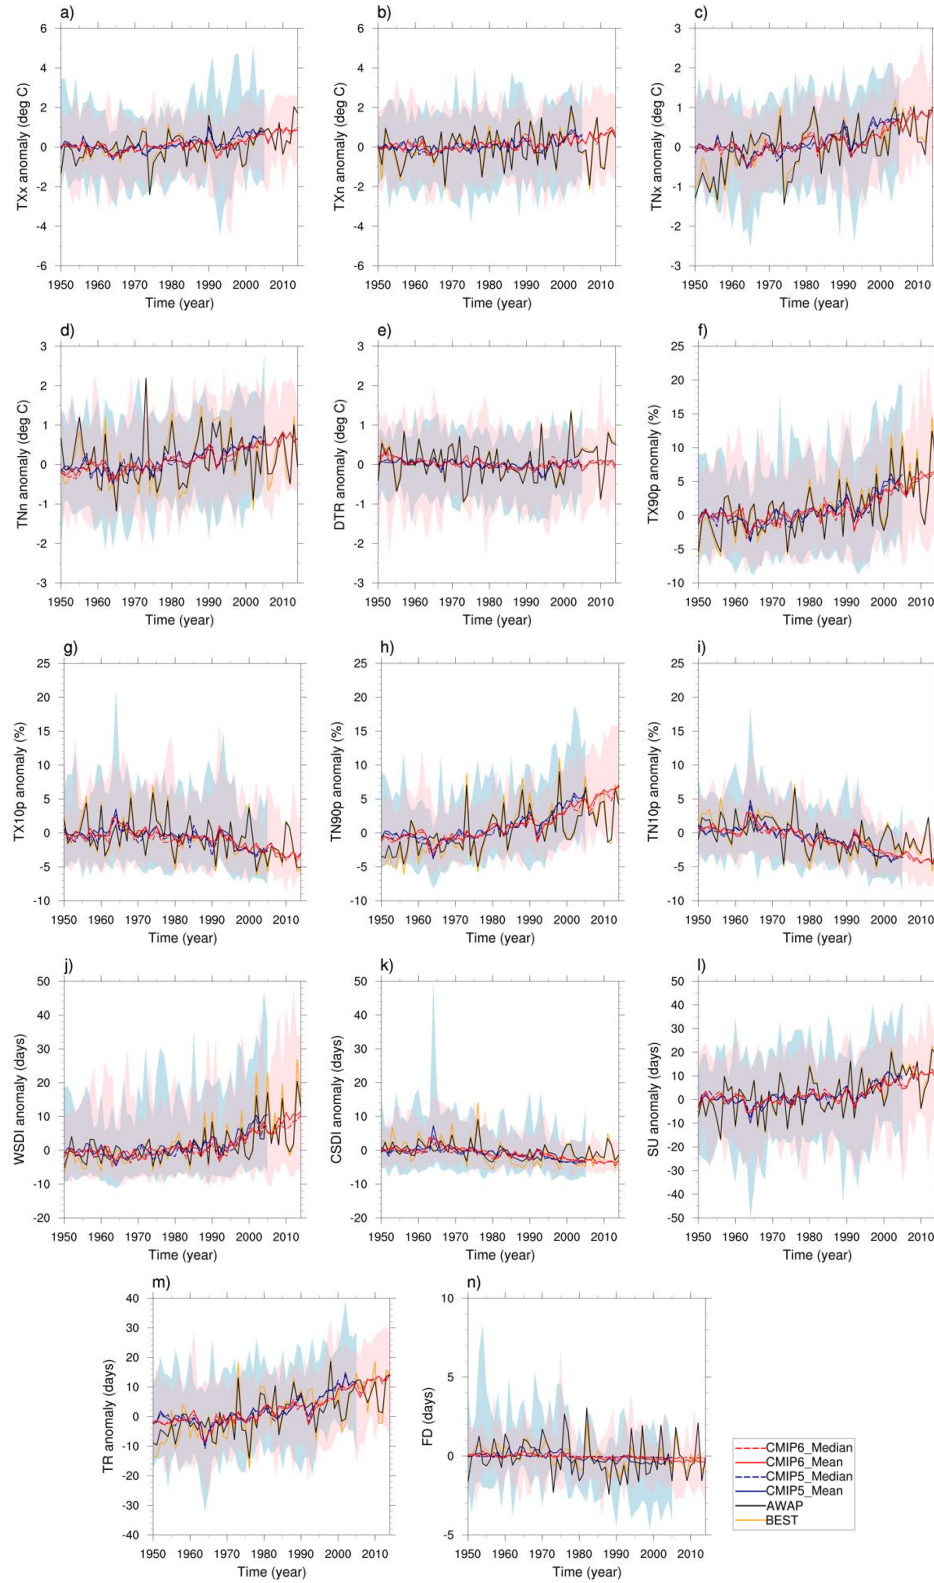 a)
b)
c)
TXx anomaly (deg C)
6
4
2
0
-2
-4
-6
1950 1960 1970 1980 1990 2000 2010
Time (year)
TXn anomaly (deg C)
6
4
2
0
-2
-4
-6
1950 1960 1970 1980 1990 2000 2010
Time (year)
TNx anomaly (deg C)
3
2
1
0
-1
-2
-3
1950 1960 1970 1980 1990 2000 2010
Time (year)
d)
e)
f)
TNn anomaly (deg C)
3
2
1
0
-1
-2
-3
1950 1960 1970 1980 1990 2000 2010
Time (year)
DTR anomaly (deg C)
3
2
1
0
-1
-2
-3
1950 1960 1970 1980 1990 2000 2010
Time (year)
TX90p anomaly (%)
25
20
15
10
5
0
-5
-10
1950 1960 1970 1980 1990 2000 2010
Time (year)
g)
h)
i)
TX10p anomaly (%)
25
20
15
10
5
0
-5
-10
1950 1960 1970 1980 1990 2000 2010
Time (year)
TN90p anomaly (%)
25
20
15
10
5
0
-5
-10
1950 1960 1970 1980 1990 2000 2010
Time (year)
TN10p anomaly (%)
25
20
15
10
5
0
-5
-10
1950 1960 1970 1980 1990 2000 2010
Time (year)
j)
k)
l)
WSDI anomaly (days)
50
40
30
20
10
0
-10
-20
1950 1960 1970 1980 1990 2000 2010
Time (year)
CSDI anomaly (days)
50
40
30
20
10
0
-10
-20
1950 1960 1970 1980 1990 2000 2010
Time (year)
SU anomaly (days)
50
40
30
20
10
0
-10
-20
-30
-40
-50
1950 1960 1970 1980 1990 2000 2010
Time (year)
m)
n)
TR anomaly (days)
40
30
20
10
0
-10
-20
-30
-40
1950 1960 1970 1980 1990 2000 2010
Time (year)
FD (days)
10
5
0
-5
1950 1960 1970 1980 1990 2000 2010
Time (year)
CMIP6_Median
CMIP6_Mean
CMIP5_Median
CMIP5_Mean
AWAP
BEST